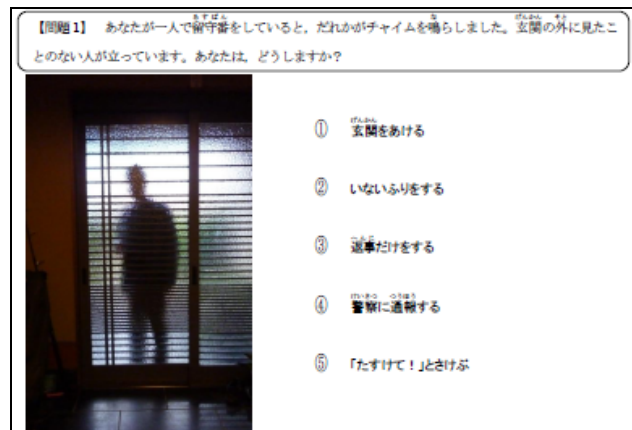 【問題1】 あなたが一人で留守番をしていると，だれかがチャイムを鳴らしました。玄関の外に見たこ
とのない人が立っています。あなたは，どうしますか？
① 玄関をあける
② いないふりをする
③ 返事だけをする
④ 警察に通報する
⑤ 「たすけて！」とさけぶ